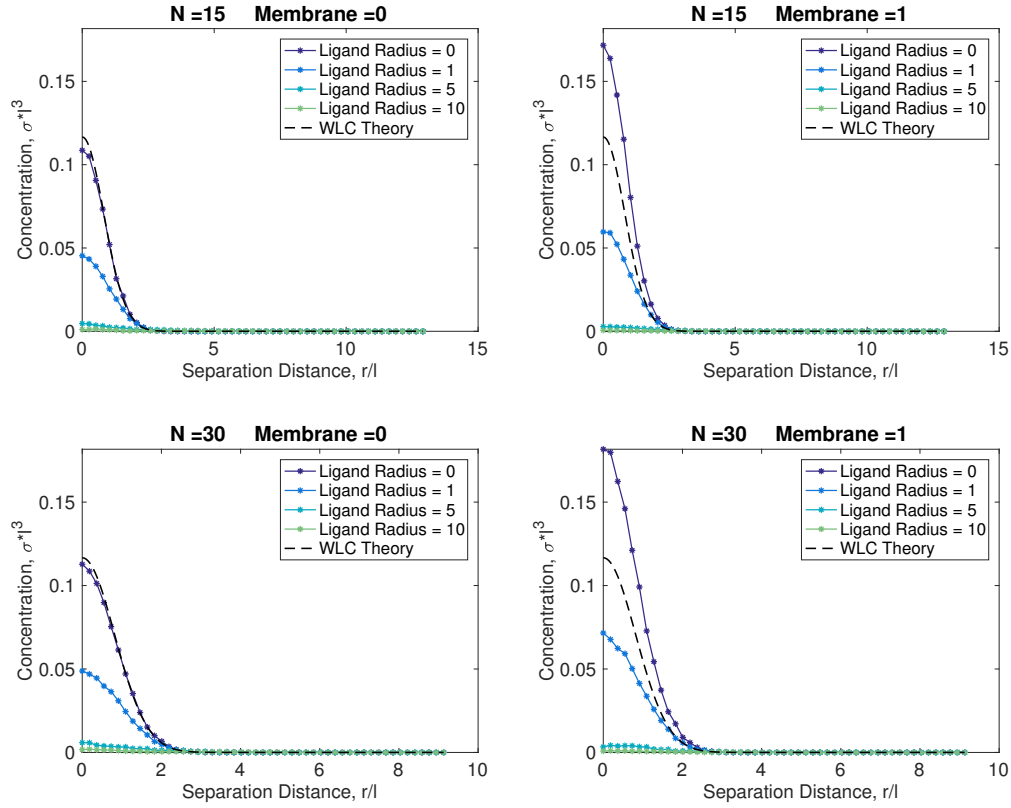 N =15 Membrane =0
Concentration, σ*l³
0.15
0.1
0.05
0
0 5 10 15
Separation Distance, r/l
Ligand Radius = 0
Ligand Radius = 1
Ligand Radius = 5
Ligand Radius = 10
WLC Theory
N =15 Membrane =1
Concentration, σ*l³
0.15
0.1
0.05
0
0 5 10 15
Separation Distance, r/l
Ligand Radius = 0
Ligand Radius = 1
Ligand Radius = 5
Ligand Radius = 10
WLC Theory
N =30 Membrane =0
Concentration, σ*l³
0.15
0.1
0.05
0
0 2 4 6 8 10
Separation Distance, r/l
Ligand Radius = 0
Ligand Radius = 1
Ligand Radius = 5
Ligand Radius = 10
WLC Theory
N =30 Membrane =1
Concentration, σ*l³
0.15
0.1
0.05
0
0 2 4 6 8 10
Separation Distance, r/l
Ligand Radius = 0
Ligand Radius = 1
Ligand Radius = 5
Ligand Radius = 10
WLC Theory